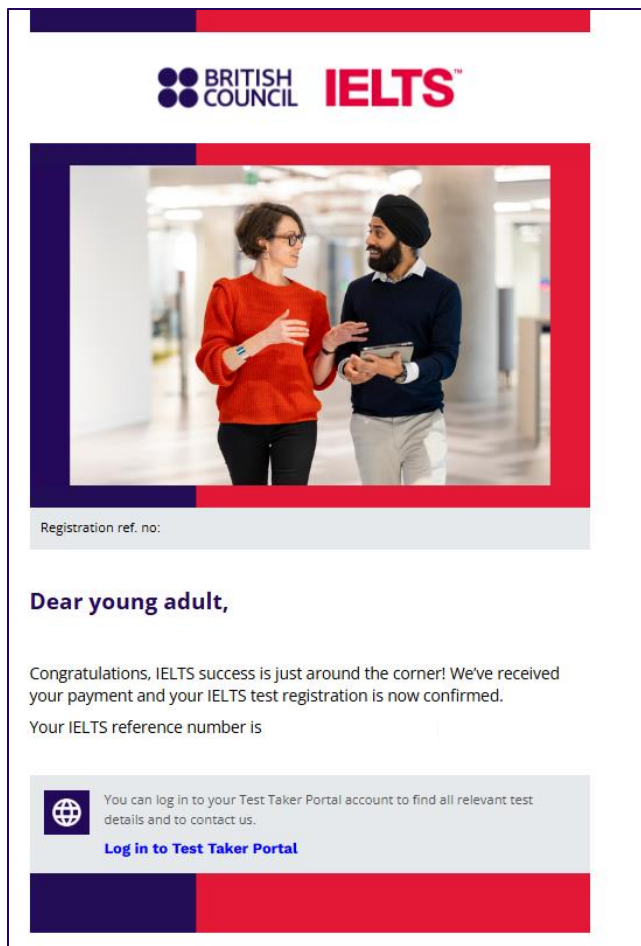 BRITISH
COUNCIL
IELTS™
Registration ref. no:
Dear young adult,
Congratulations, IELTS success is just around the corner! We’ve received
your payment and your IELTS test registration is now confirmed.
Your IELTS reference number is
You can log in to your Test Taker Portal account to find all relevant test
details and to contact us.
Log in to Test Taker Portal